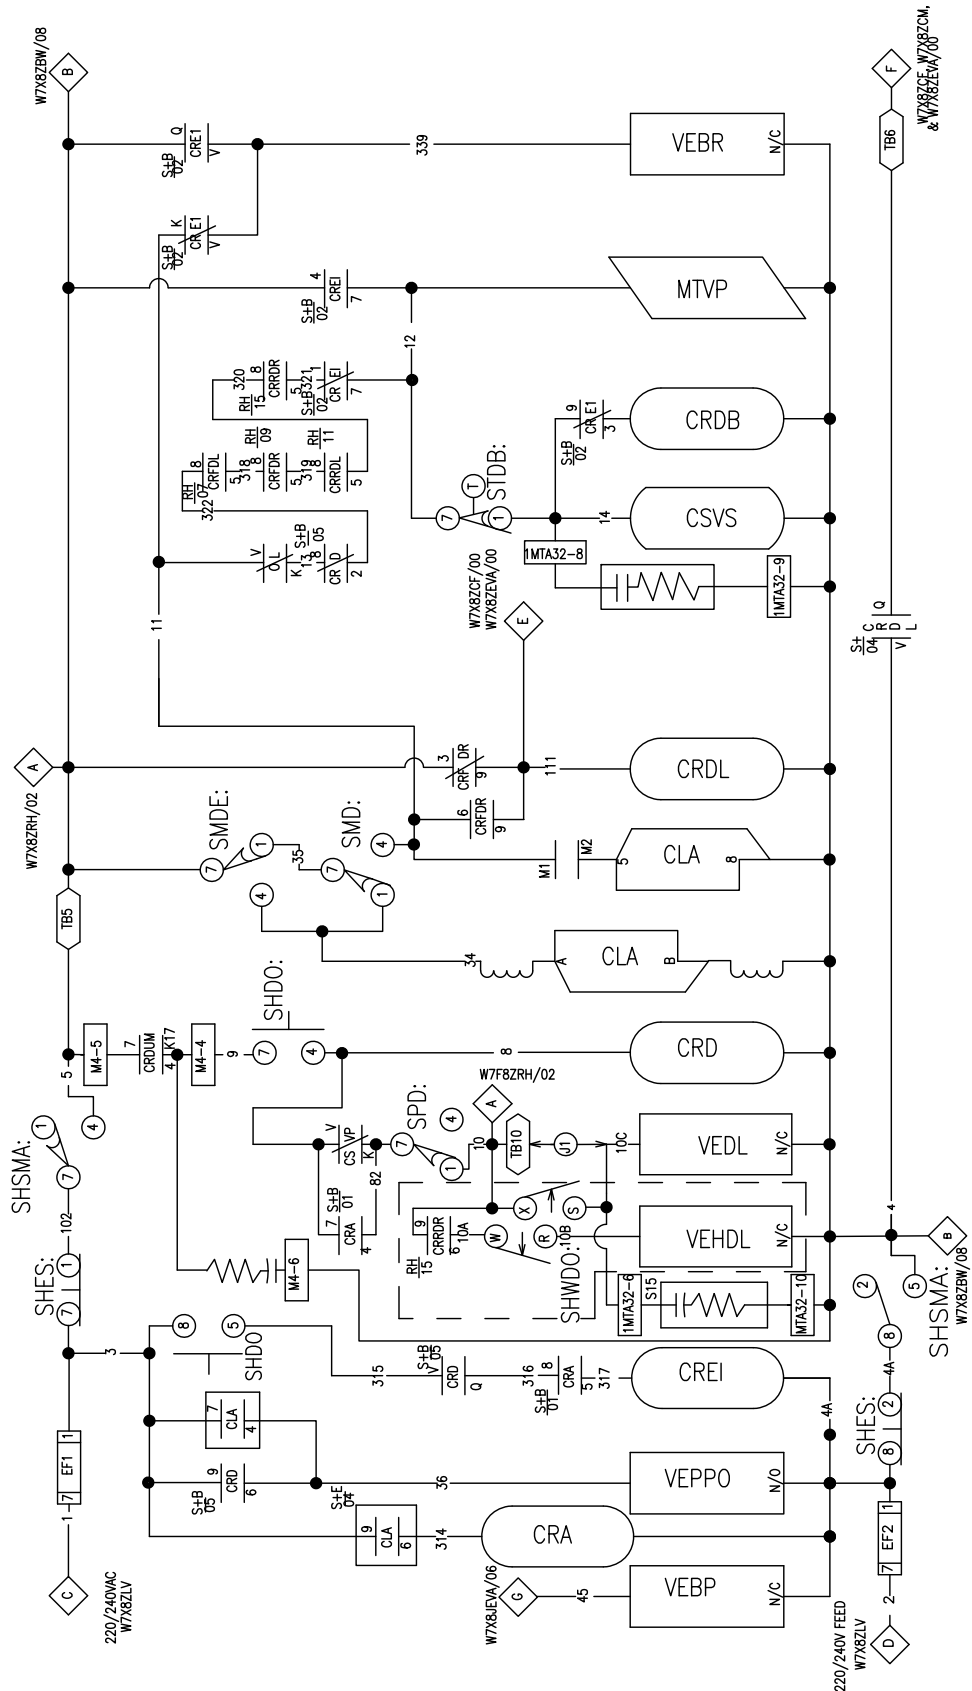 W7X8ZBW/08
B
W7X8ZCF, W7X8ZCM,
& W7X8ZEVA/00
F
TB6
Q
S+B
02
CRE1
V
339
VEBR
N/C
K
S+B
02
CR E1
V
4
S+B
02
CREI
7
12
MTVP
320
8
RH
15
CRRDR
5
321
1
S+B
02
CR EI
7
8
RH
07
CRFDL
5
322
318
8
RH
09
CRFDR
5
319
8
RH
11
CRRDL
5
9
S+B
02
CR E1
3
CRDB
7
T
STDB:
1
14
CSVS
1MTA32-8
1MTA32-9
V
O L
K
13
8
S+B
05
CR D
2
11
W7X8ZCF/00
W7X8ZEVA/00
E
S+
04
C
R
D
L
Q
V
A
W7X8ZRH/02
3
CRF DR
9
6
CRFDR
9
111
CRDL
SMDE:
7
1
4
35
SMD:
7
4
1
M1
M2
5
CLA
8
TB5
34
A
CLA
B
5
M4-5
7
CRDUM
4
K17
M4-4
9
SHDO:
7
4
8
CRD
SHSMA:
1
7
4
W7F8ZRH/02
A
V
CS VP
K
82
S+B
01
7
CRA
4
SPD:
7
4
1
10
TB10
J1
10C
VEDL
N/C
102
RH
15
9
CRRDR
6
10A
W
X
R
S
10B
SHWDO:
VEHDL
N/C
4
B
W7X8ZBW/08
SHES:
1
7
M4-6
1MTA32-6
S15
MTA32-10
2
5
SHSMA:
8
3
8
5
SHDO
315
S+B
05
V
CRD
Q
316
S+B
01
8
CRA
5
317
CREI
4A
4A
SHES:
2
8
7
CLA
4
1
EF1
7
1
S+B
05
9
CRD
6
S+E
04
36
VEPPO
N/O
1
EF2
7
2
9
CLA
6
314
CRA
C
220/240VAC
W7X8ZLV
W7X8JEVA/06
G
45
VEBP
N/C
220/240V FEED
W7X8ZLV
D